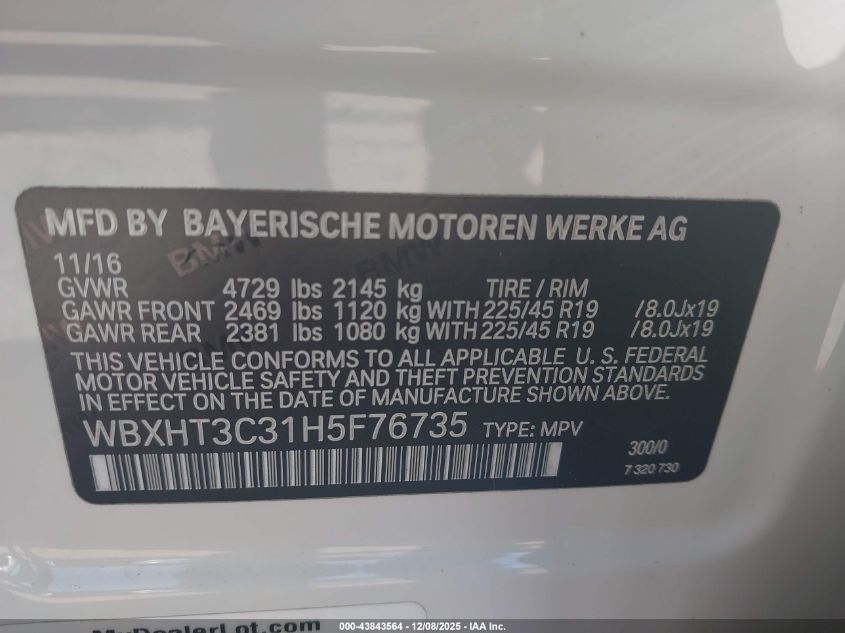 MFD BY BAYERISCHE MOTOREN WERKE AG
11/16
GVWR 4729 lbs 2145 kg TIRE / RIM
GAWR FRONT 2469 lbs 1120 kg WITH 225/45 R19 /8.0Jx19
GAWR REAR 2381 lbs 1080 kg WITH 225/45 R19 /8.0Jx19
THIS VEHICLE CONFORMS TO ALL APPLICABLE U. S. FEDERAL
MOTOR VEHICLE SAFETY AND THEFT PREVENTION STANDARDS
IN EFFECT ON THE DATE OF MANUFACTURE SHOWN ABOVE.
WBXHT3C31H5F76735 TYPE: MPV
300/0
7 320 730
MyDealerLot.com
000-43843564 • 12/08/2025 - IAA Inc.